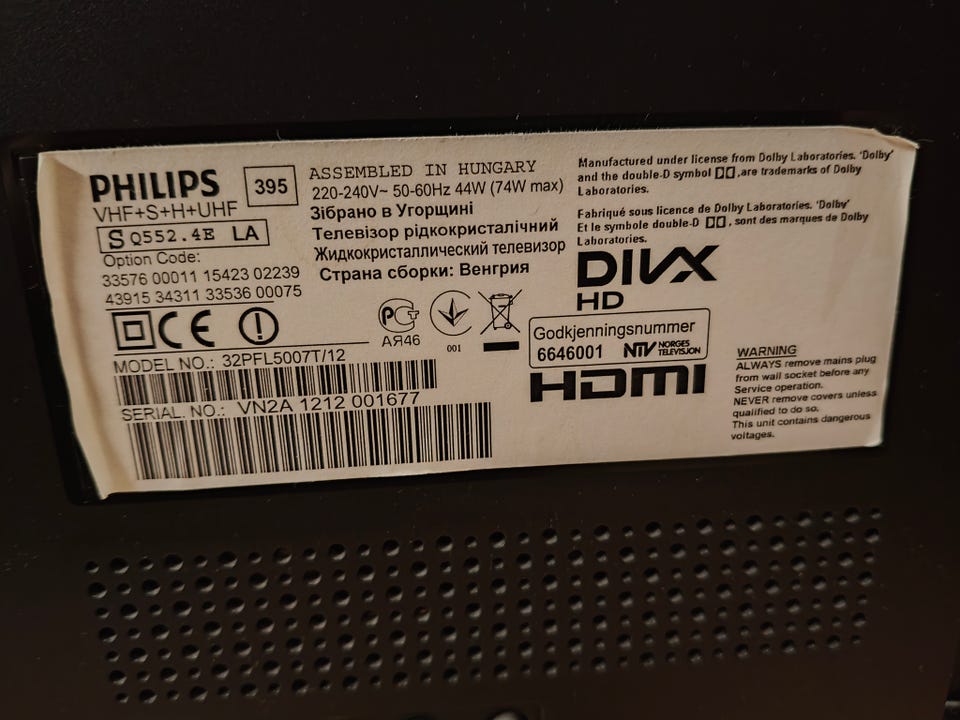 PHILIPS
395
VHF+S+H+UHF
S Q552.4E LA
Option Code:
33576 00011 15423 02239
43915 34311 33536 00075
CE
MODEL NO.: 32PFL5007T/12
SERIAL. NO.: VN2A 1212 001677
ASSEMBLED IN HUNGARY
220-240V~ 50-60Hz 44W (74W max)
Зібрано в Угорщині
Телевізор рідкокристалічний
Жидкокристаллический телевизор
Страна сборки: Венгрия
АЯ46
001
Manufactured under license from Dolby Laboratories. 'Dolby'
and the double-D symbol ,are trademarks of Dolby
Laboratories.
Fabriqué sous licence de Dolby Laboratories. 'Dolby'
Et le symbole double-D , sont des marques de Dolby
Laboratories.
DIVX
HD
Godkjenningsnummer
6646001 NTV NORGES
TELEVISJON
HDMI
WARNING
ALWAYS remove mains plug
from wall socket before any
Service operation.
NEVER remove covers unless
qualified to do so.
This unit contains dangerous
voltages.